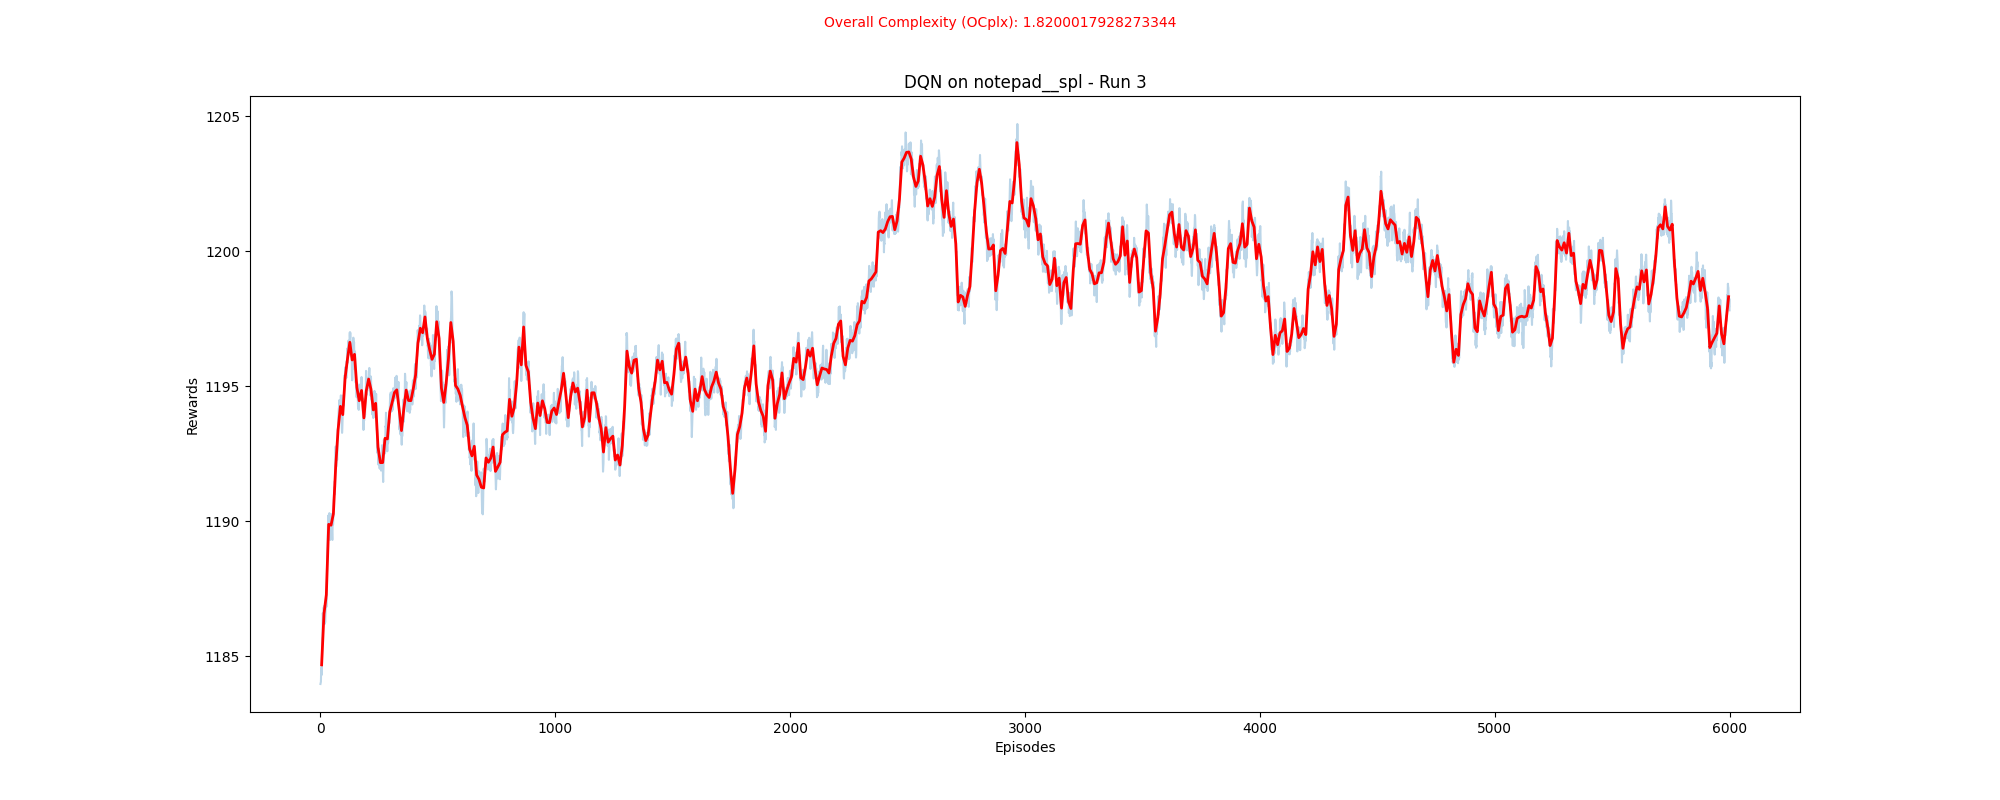 Overall Complexity (OCplx): 1.8200017928273344
DQN on notepad__spl - Run 3
1205
1200
1195
1190
1185
Rewards
0 1000 2000 3000 4000 5000 6000
Episodes